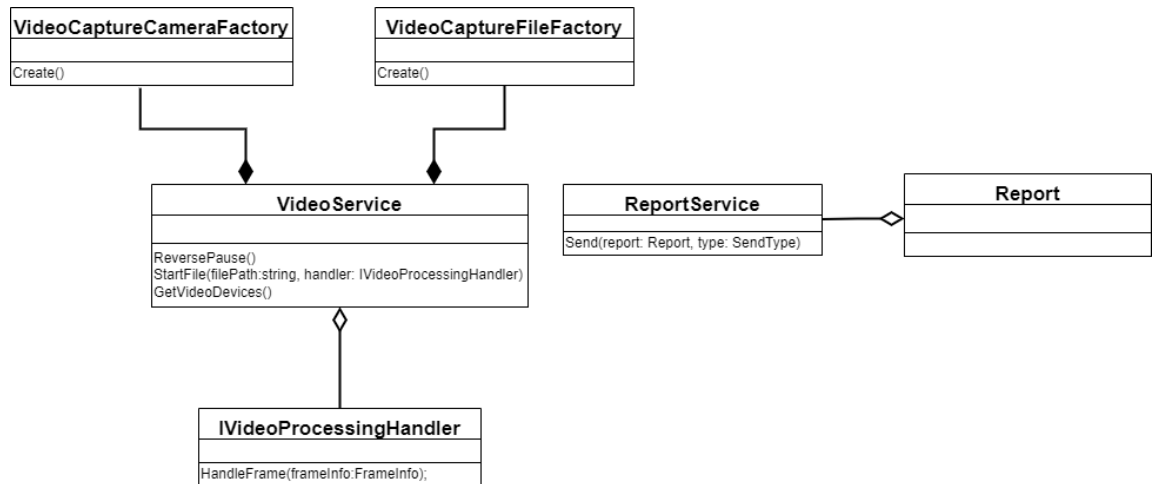 VideoCaptureCameraFactory
Create()
VideoCaptureFileFactory
Create()
VideoService
ReversePause()
StartFile(filePath:string, handler: IVideoProcessingHandler)
GetVideoDevices()
ReportService
Send(report: Report, type: SendType)
Report
IVideoProcessingHandler
HandleFrame(frameInfo:FrameInfo);